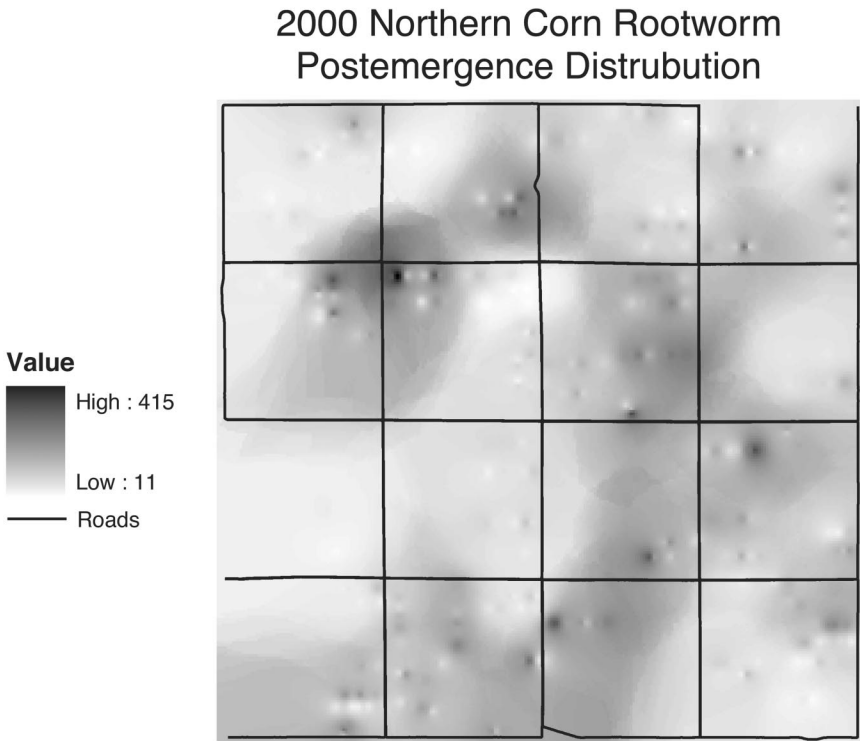 2000 Northern Corn Rootworm
Postemergence Distrubution
Value
High : 415
Low : 11
Roads